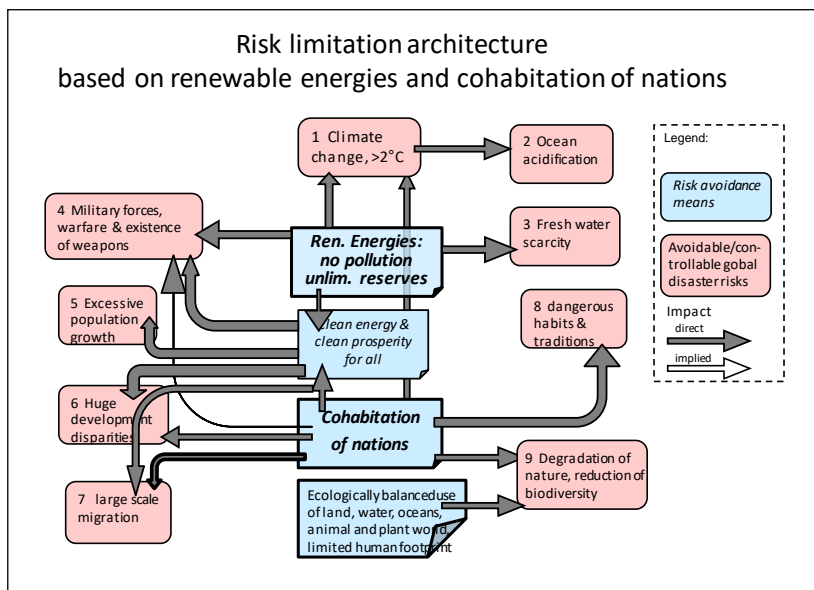 Risk limitation architecture
based on renewable energies and cohabitation of nations
1 Climate
change, >2°C
2 Ocean
acidification
Legend:
Risk avoidance
means
Avoidable/con-
trollable gobal
disaster risks
Impact
direct
implied
4 Military forces,
warfare & existence
of weapons
Ren. Energies:
no pollution
unlim. reserves
3 Fresh water
scarcity
5 Excessive
population
growth
clean energy &
clean prosperity
for all
8 dangerous
habits &
traditions
6 Huge
development
disparities
Cohabitation
of nations
7 large scale
migration
9 Degradation of
nature, reduction of
biodiversity
Ecologically balanceduse
of land, water, oceans,
animal and plant world,
limited human footprint